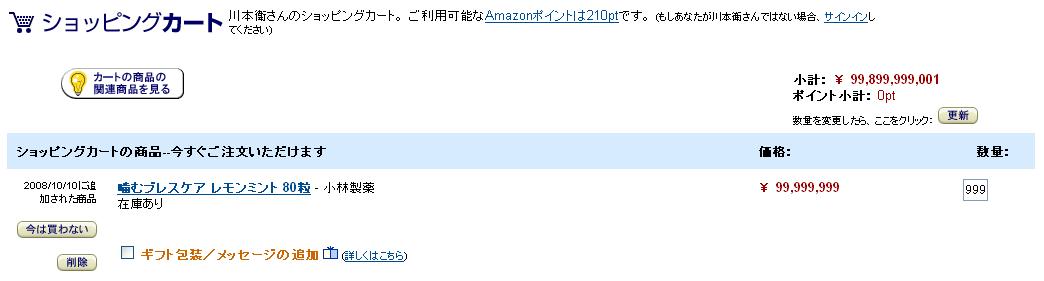 ショッピングカート
川本衛さんのショッピングカート。ご利用可能なAmazonポイントは210ptです。(もしあなたが川本衛さんではない場合、サインインし
てください)
カートの商品の
関連商品を見る
小計: ¥ 99,899,999,001
ポイント小計: 0pt
数量を変更したら、ここをクリック: 更新
ショッピングカートの商品--今すぐご注文いただけます 価格: 数量:
2008/10/10に追
加された商品
噛むブレスケア レモンミント 80粒 - 小林製薬 ¥ 99,999,999 999
在庫あり
今は買わない
ギフト包装/メッセージの追加 (詳しくはこちら)
削除